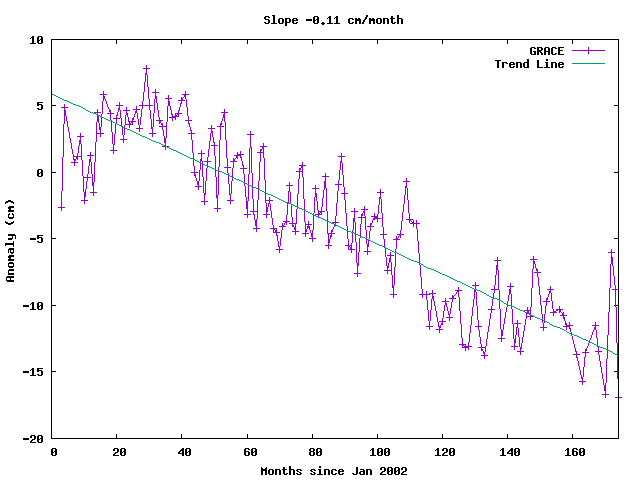 Slope -0.11 cm/month
GRACE
Trend Line
10
5
0
-5
-10
-15
-20
Anomaly (cm)
0 20 40 60 80 100 120 140 160
Months since Jan 2002